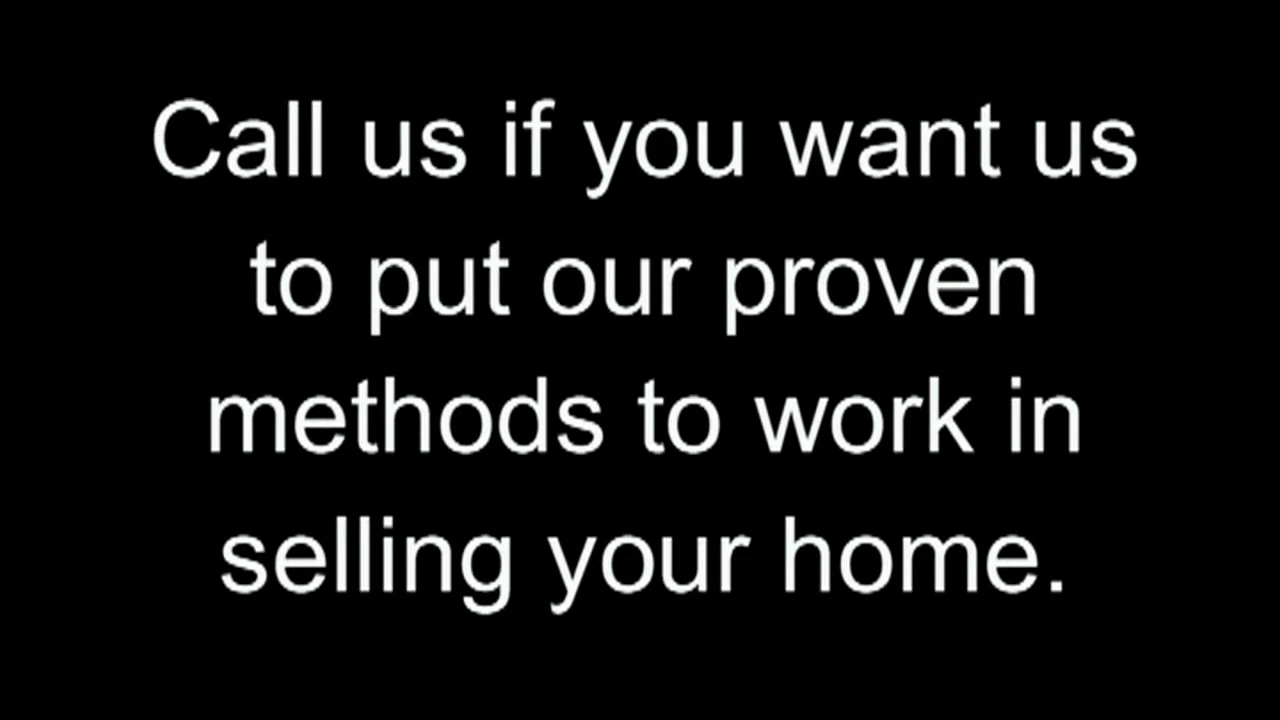 Call us if you want us
to put our proven
methods to work in
selling your home.